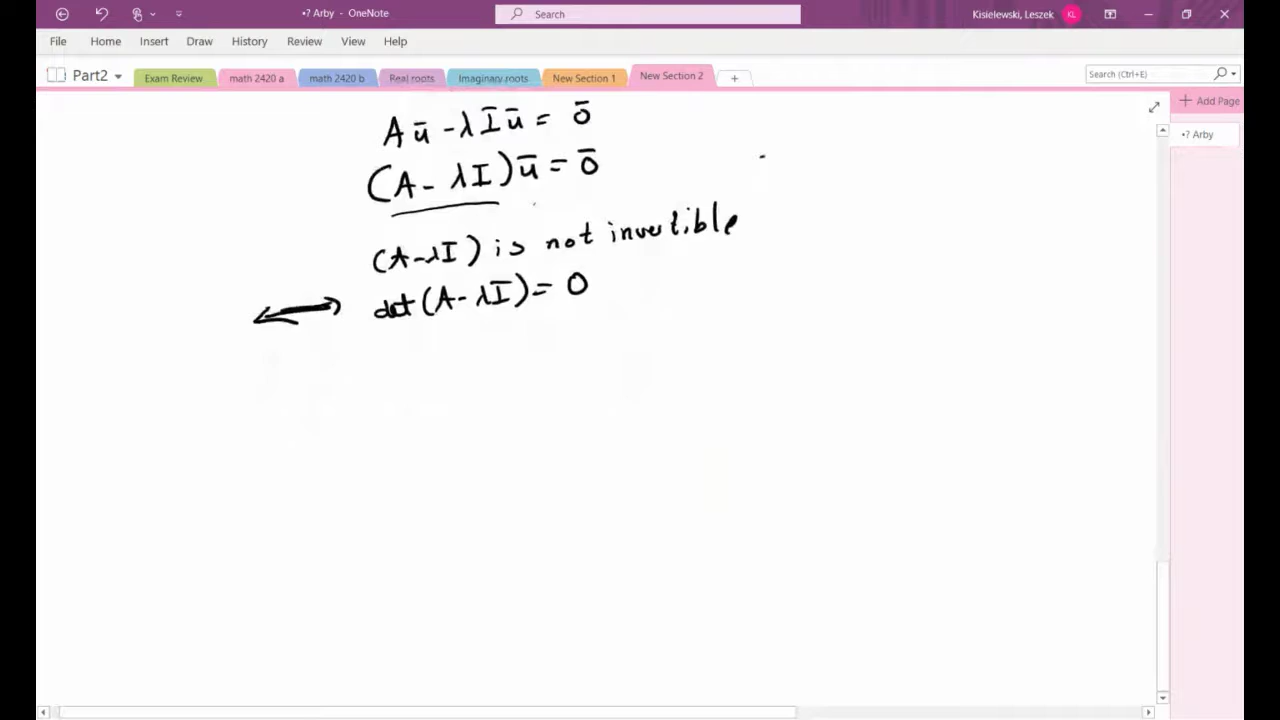 •? Arby - OneNote
Search
Kisielewski, Leszek
KL
File Home Insert Draw History Review View Help
Part2
Exam Review
math 2420 a
math 2420 b
Real roots
Imaginary roots
New Section 1
New Section 2
+
Search (Ctrl+E)
+ Add Page
•? Arby
A ū - λ I ū = ō
(A - λI) ū = ō
(A-λI) is not invertible
⟷ det (A - λI) = 0